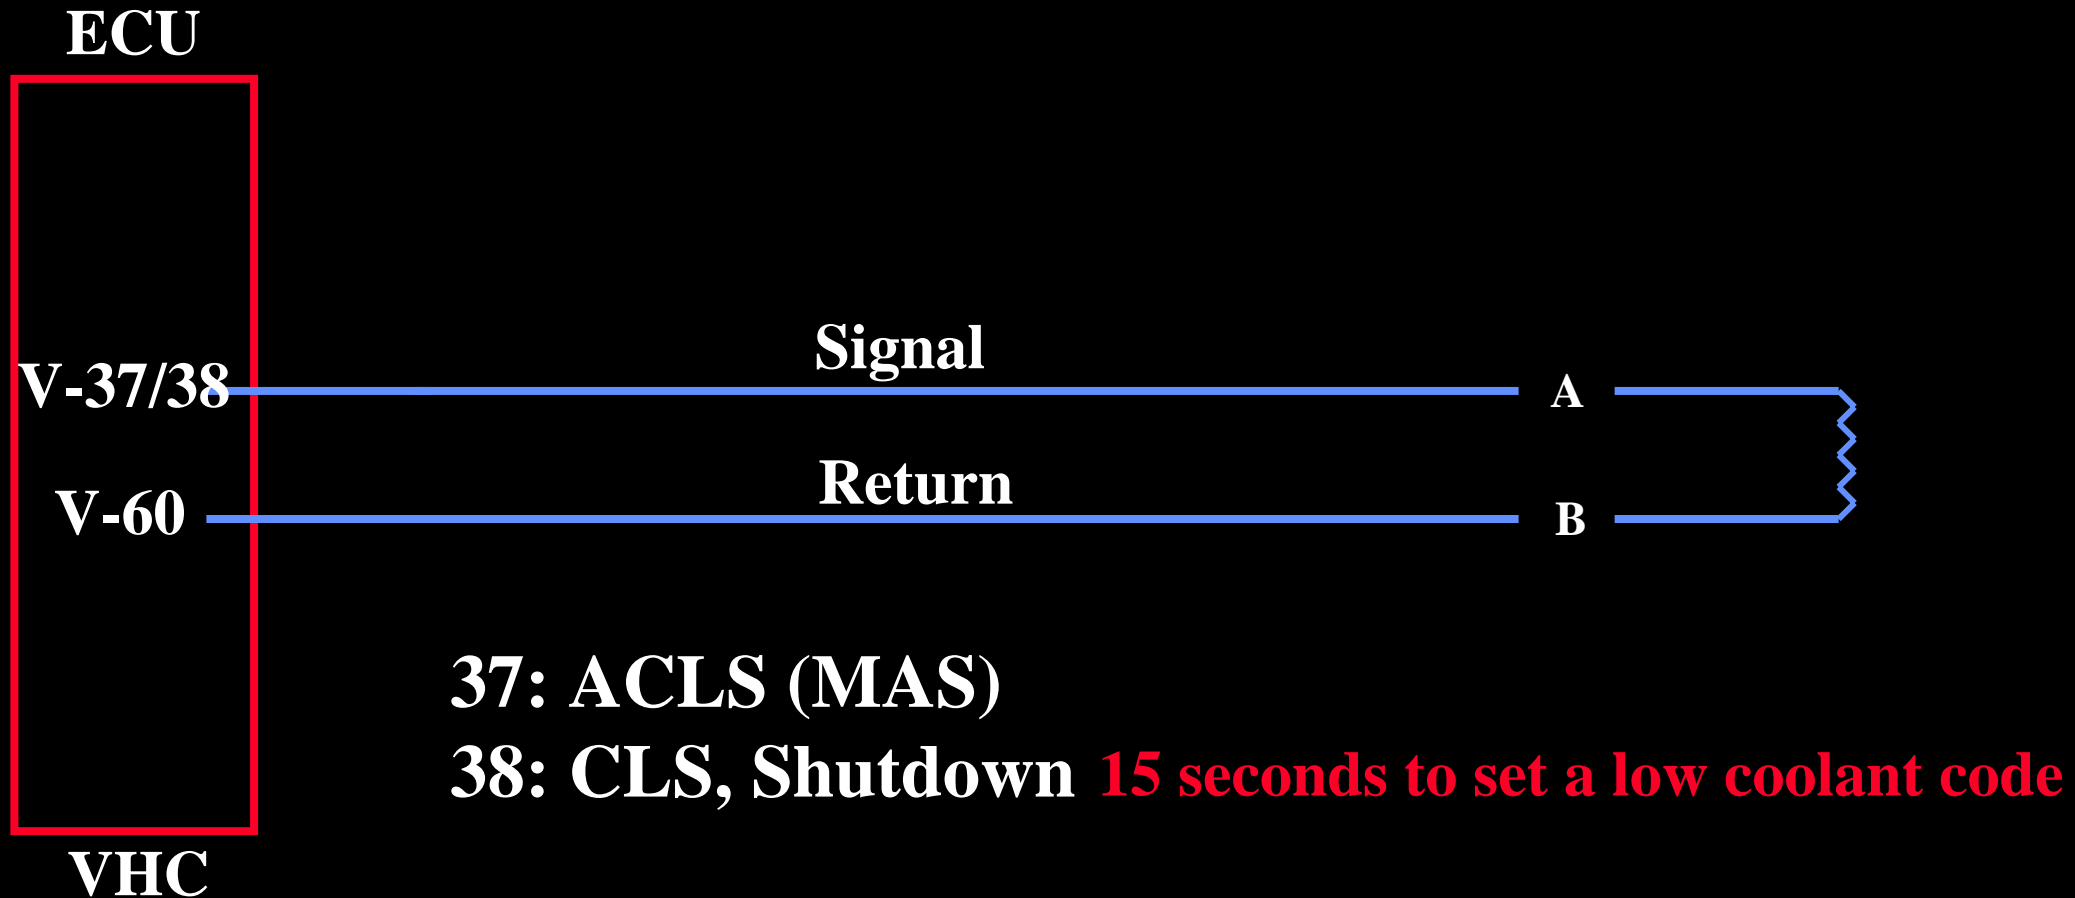 ECU
Signal
V-37/38
A
Return
V-60
B
37: ACLS (MAS)
38: CLS, Shutdown 15 seconds to set a low coolant code
VHC